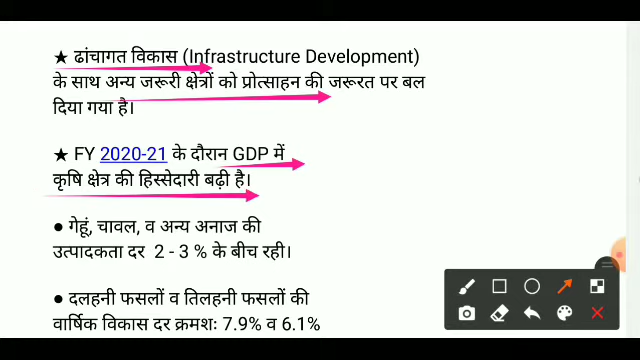 ★ ढांचागत विकास (Infrastructure Development)
के साथ अन्य जरूरी क्षेत्रों को प्रोत्साहन की जरूरत पर बल
दिया गया है।
★ FY 2020-21 के दौरान GDP में
कृषि क्षेत्र की हिस्सेदारी बढ़ी है।
● गेहूं, चावल, व अन्य अनाज की
उत्पादकता दर 2 - 3 % के बीच रही।
● दलहनी फसलों व तिलहनी फसलों की
वार्षिक विकास दर क्रमशः 7.9% व 6.1%